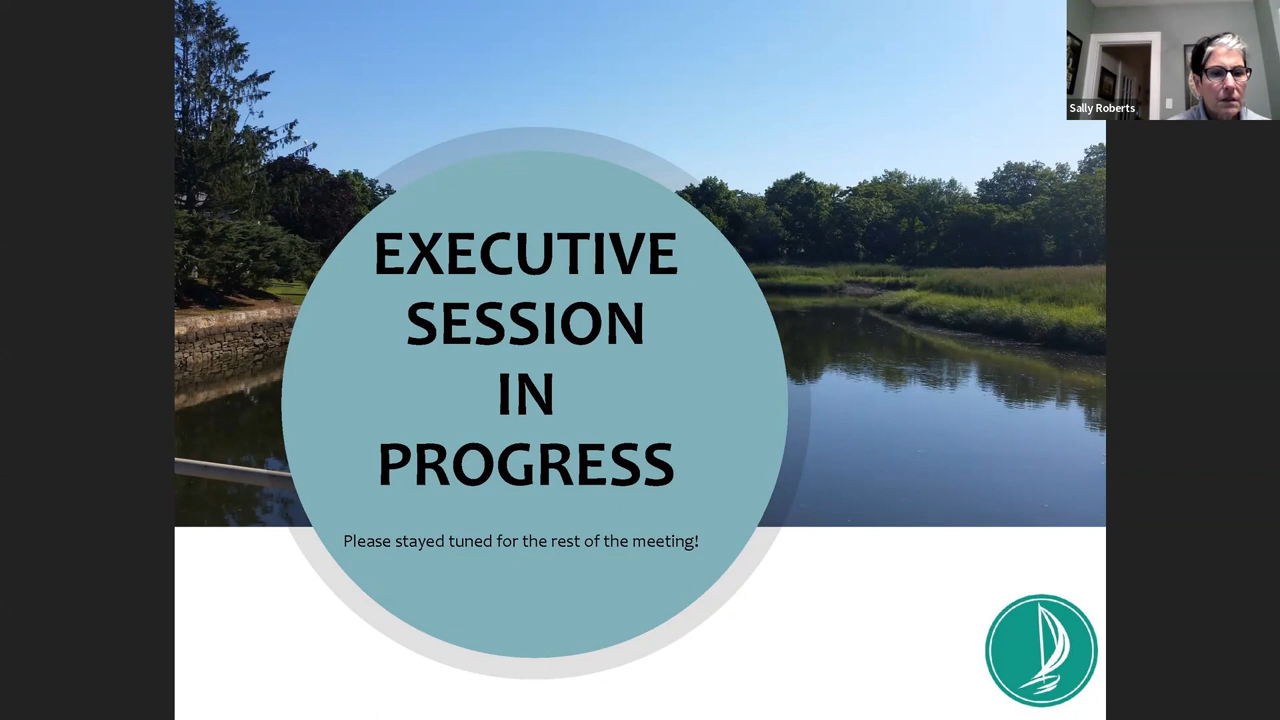 Sally Roberts
EXECUTIVE
SESSION
IN
PROGRESS
Please stayed tuned for the rest of the meeting!